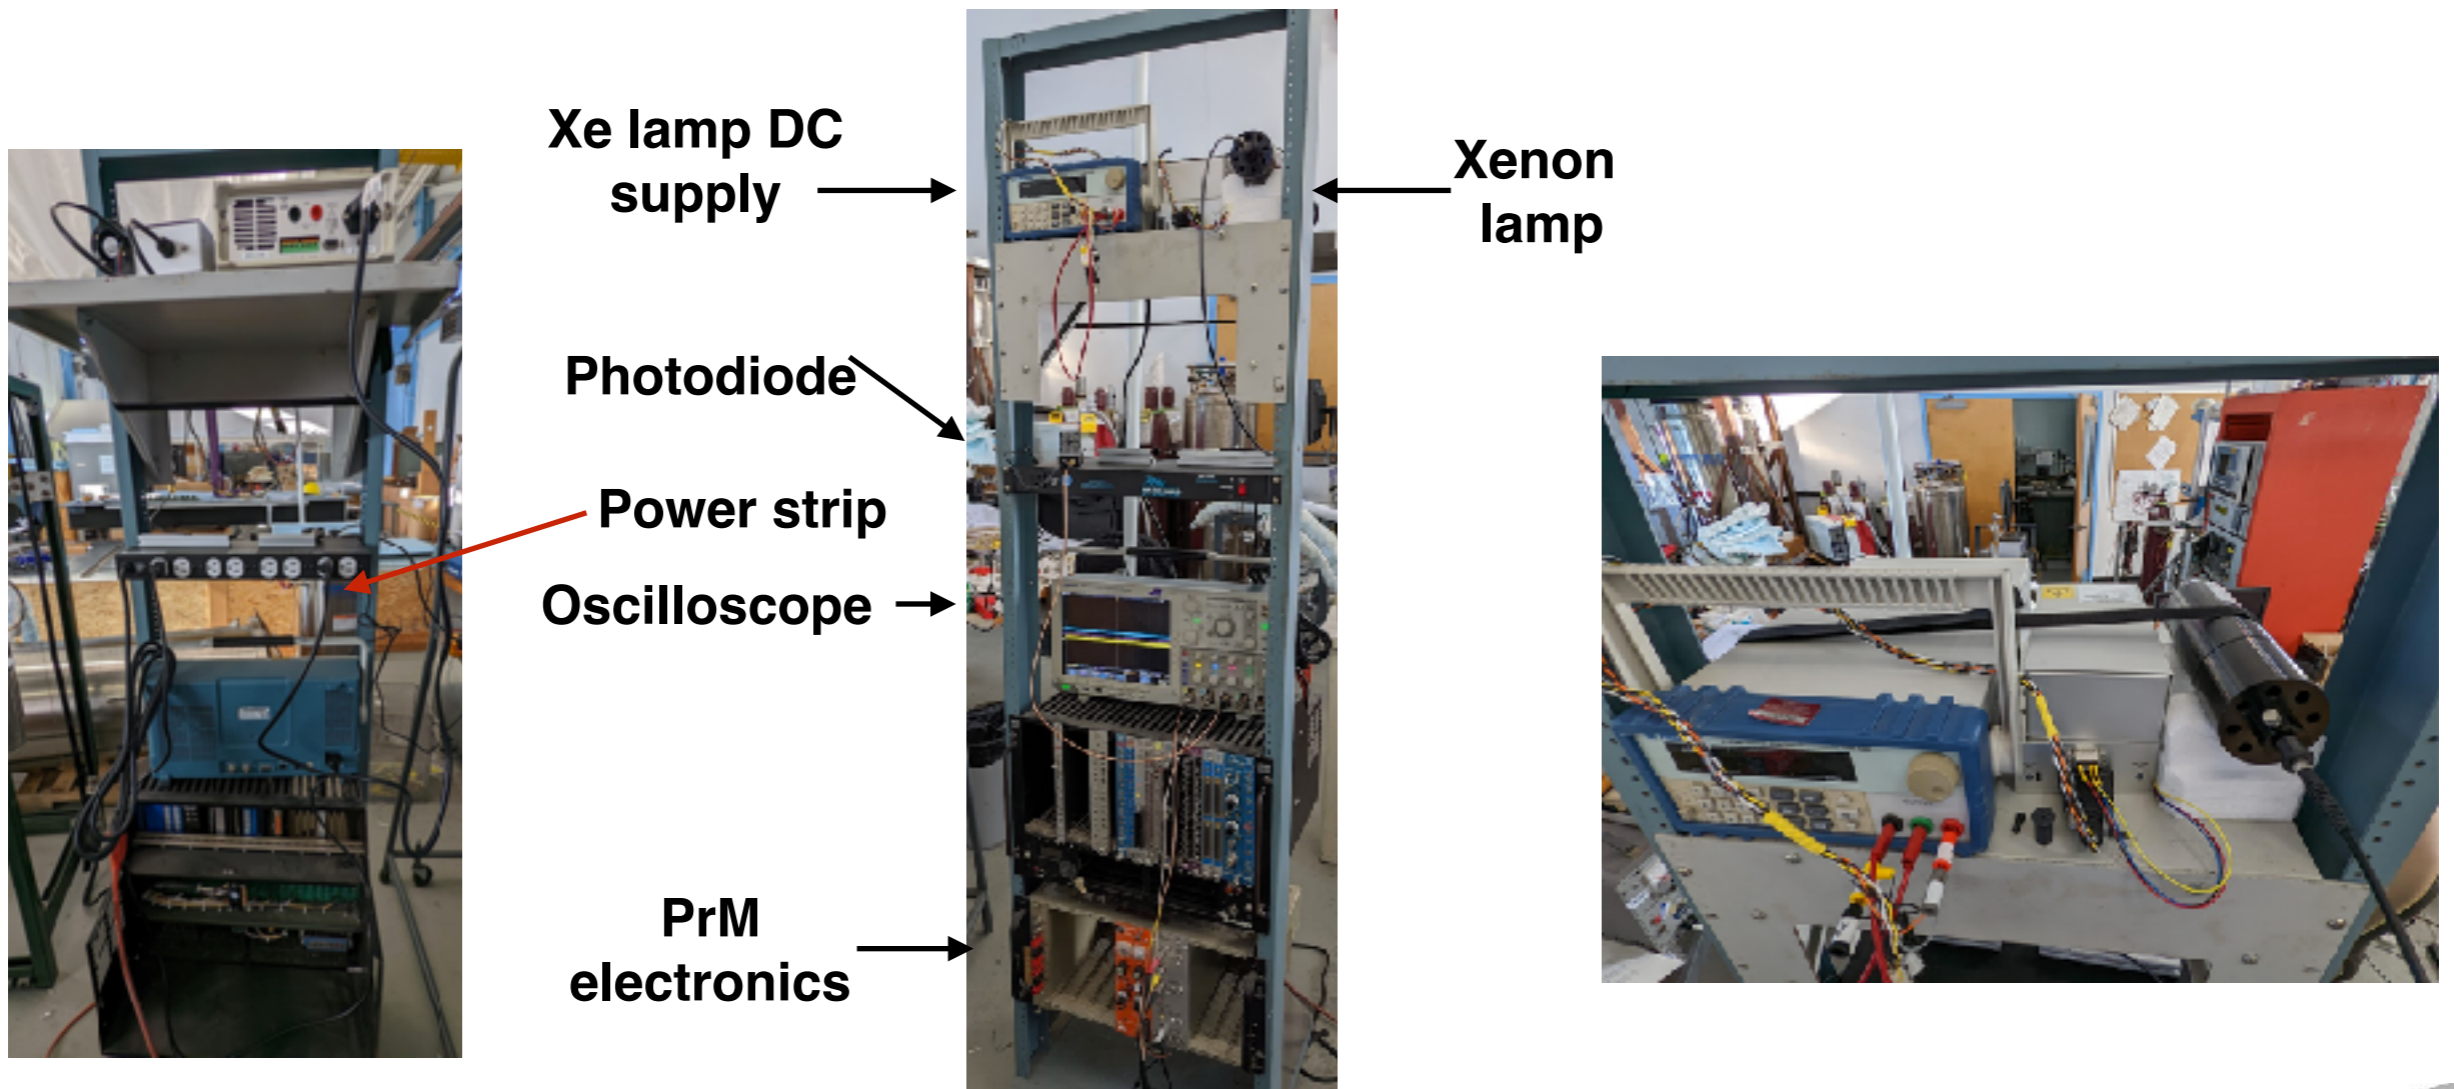 Xe lamp DC
supply
Xenon
lamp
Photodiode
Power strip
Oscilloscope
PrM
electronics